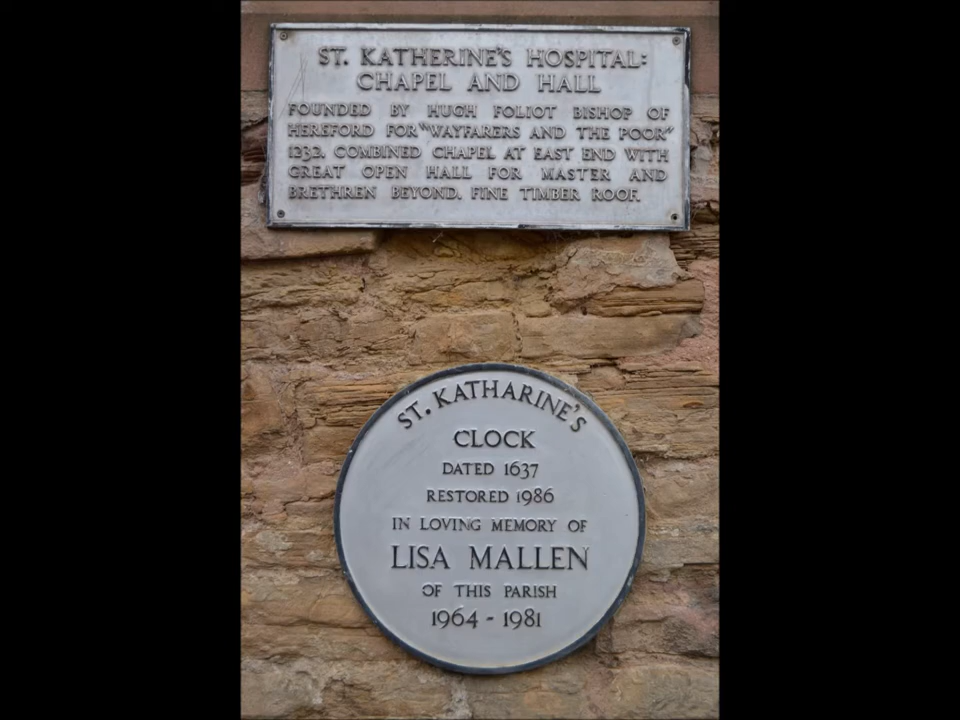 ST. KATHERINE'S HOSPITAL:
CHAPEL AND HALL
FOUNDED BY HUGH FOLIOT BISHOP OF
HEREFORD FOR "WAYFARERS AND THE POOR"
1232. COMBINED CHAPEL AT EAST END WITH
GREAT OPEN HALL FOR MASTER AND
BRETHREN BEYOND. FINE TIMBER ROOF.
ST. KATHARINE'S
CLOCK
DATED 1637
RESTORED 1986
IN LOVING MEMORY OF
LISA MALLEN
OF THIS PARISH
1964 - 1981